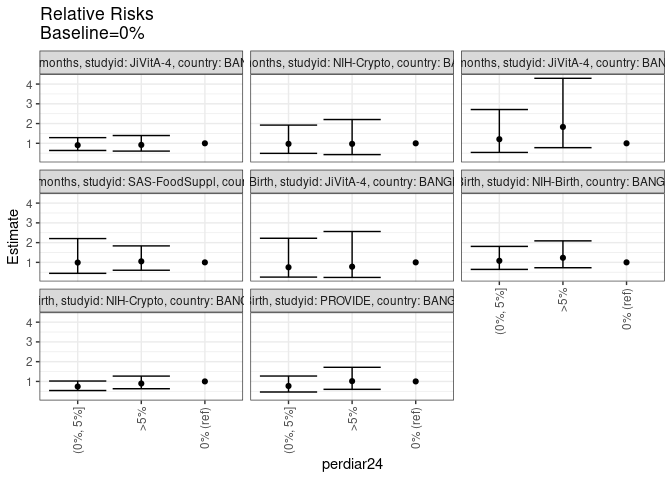 Relative Risks
Baseline=0%
months, studyid: JiVitA-4, country: BAN
months, studyid: NIH-Crypto, country: BA
months, studyid: JiVitA-4, country: BAN
4
3
2
1
months, studyid: SAS-FoodSuppl, cour
Birth, studyid: JiVitA-4, country: BANGI
Birth, studyid: NIH-Birth, country: BANG
4
3
2
1
Estimate
irth, studyid: NIH-Crypto, country: BANG
Birth, studyid: PROVIDE, country: BANG
4
3
2
1
(0%, 5%]
>5%
0% (ref)
(0%, 5%]
>5%
0% (ref)
(0%, 5%]
>5%
0% (ref)
perdiar24